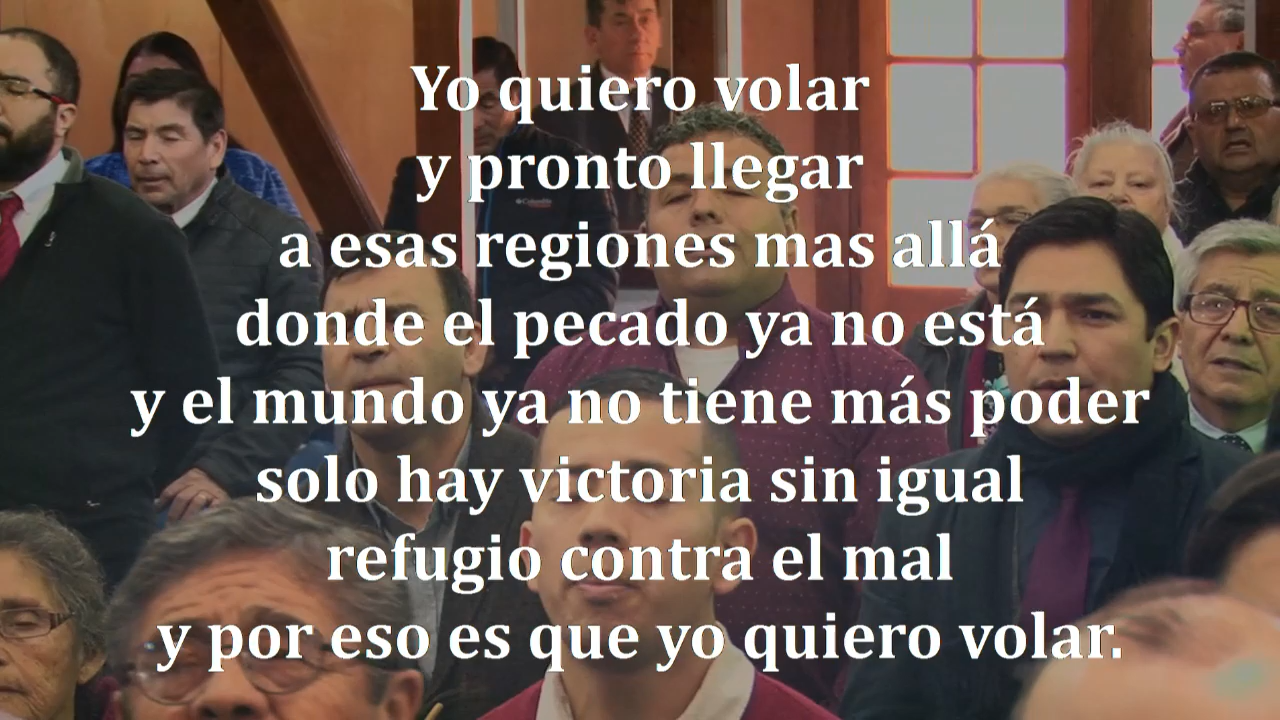 Yo quiero volar
y pronto llegar
a esas regiones mas allá
donde el pecado ya no está
y el mundo ya no tiene más poder
solo hay victoria sin igual
refugio contra el mal
y por eso es que yo quiero volar.
Columbia